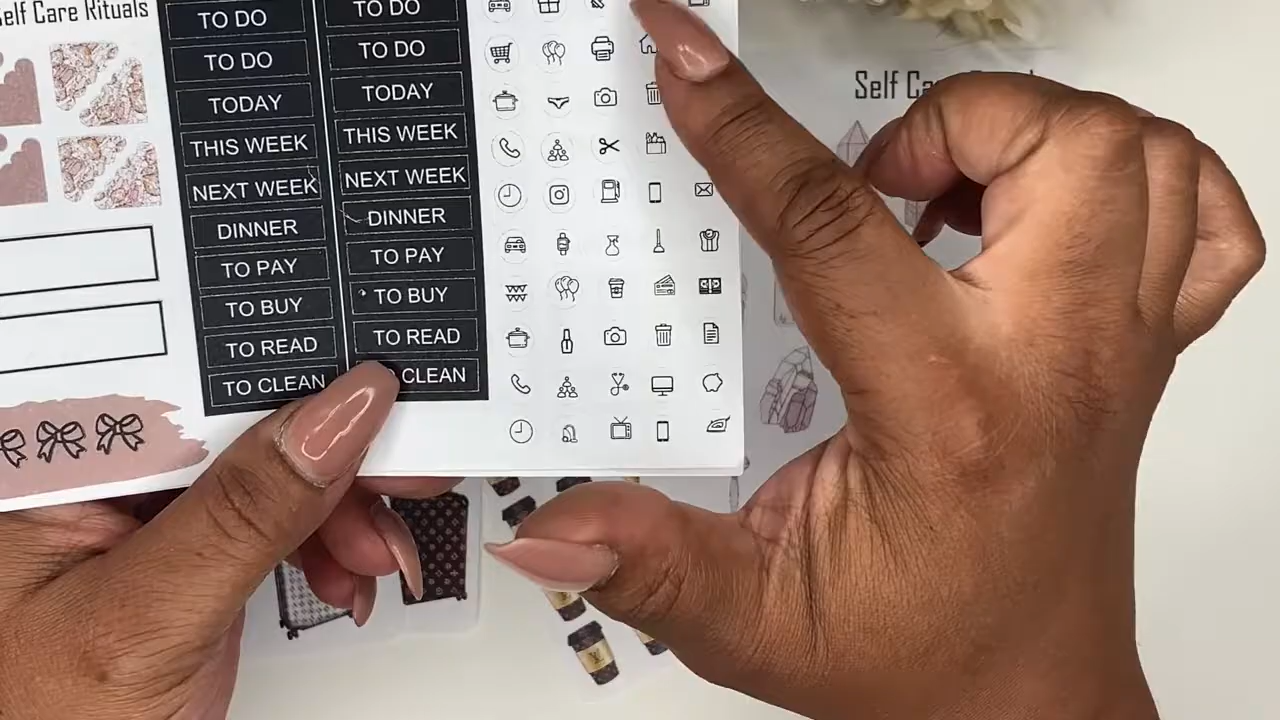 Self Care Rituals
TO DO
TO DO
TODAY
THIS WEEK
NEXT WEEK
DINNER
TO PAY
TO BUY
TO READ
TO CLEAN
TO DO
TO DO
TODAY
THIS WEEK
NEXT WEEK
DINNER
TO PAY
TO BUY
TO READ
CLEAN
Self